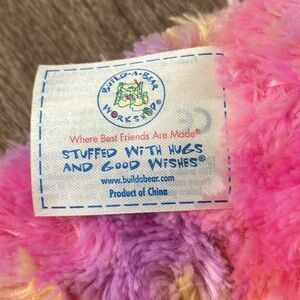 BUILD-A-BEAR
WORKSHOP®
Where Best Friends Are Made®
STUFFED WITH HUGS
AND GOOD WISHES®
www.buildabear.com
Product of China